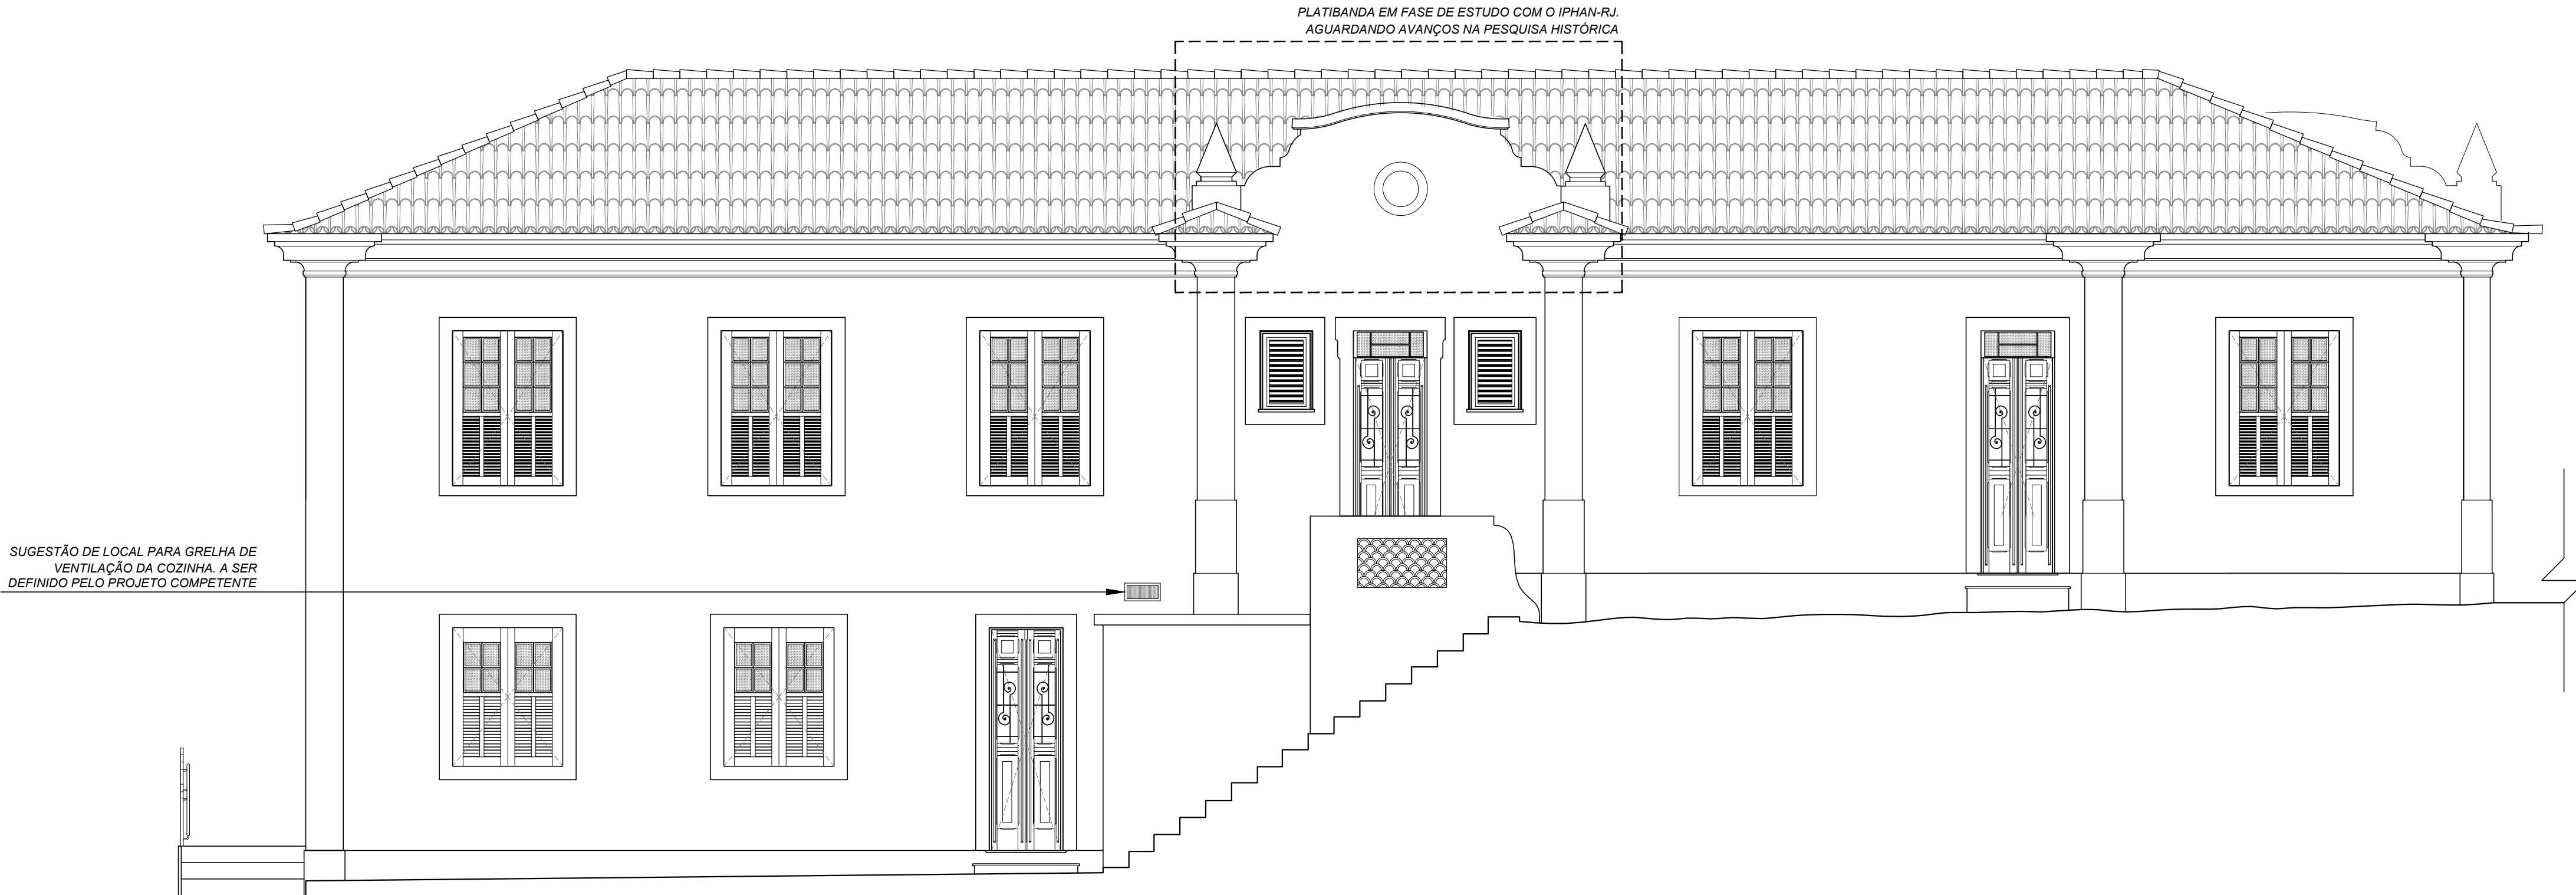 PLATIBANDA EM FASE DE ESTUDO COM O IPHAN-RJ.
AGUARDANDO AVANÇOS NA PESQUISA HISTÓRICA
SUGESTÃO DE LOCAL PARA GRELHA DE
VENTILAÇÃO DA COZINHA. A SER
DEFINIDO PELO PROJETO COMPETENTE